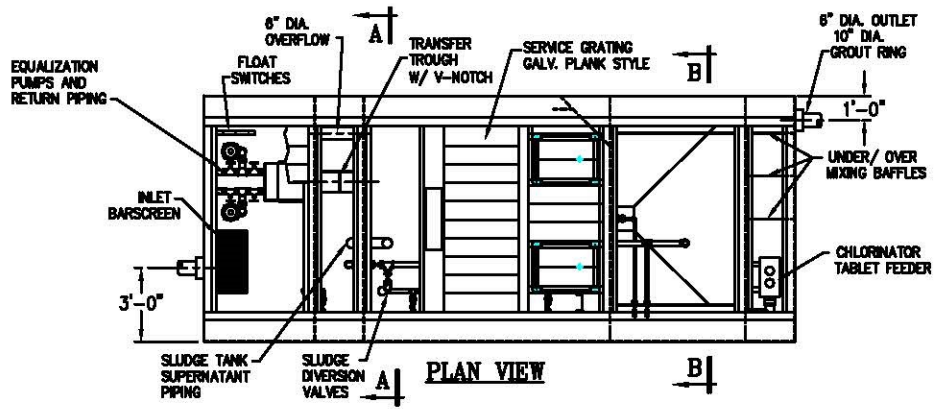 6" DIA.
OVERFLOW
A
TRANSFER
TROUGH
W/ V-NOTCH
SERVICE GRATING
GALV. PLANK STYLE
B
6" DIA. OUTLET
10" DIA.
GROUT RING
FLOAT
SWITCHES
EQUALIZATION
PUMPS AND
RETURN PIPING
1'-0"
INLET
BARSCREEN
UNDER/ OVER
MIXING BAFFLES
CHLORINATOR
TABLET FEEDER
3'-0"
SLUDGE TANK
SUPERNATANT
PIPING
SLUDGE
DIVERSION
VALVES
A
PLAN VIEW
B